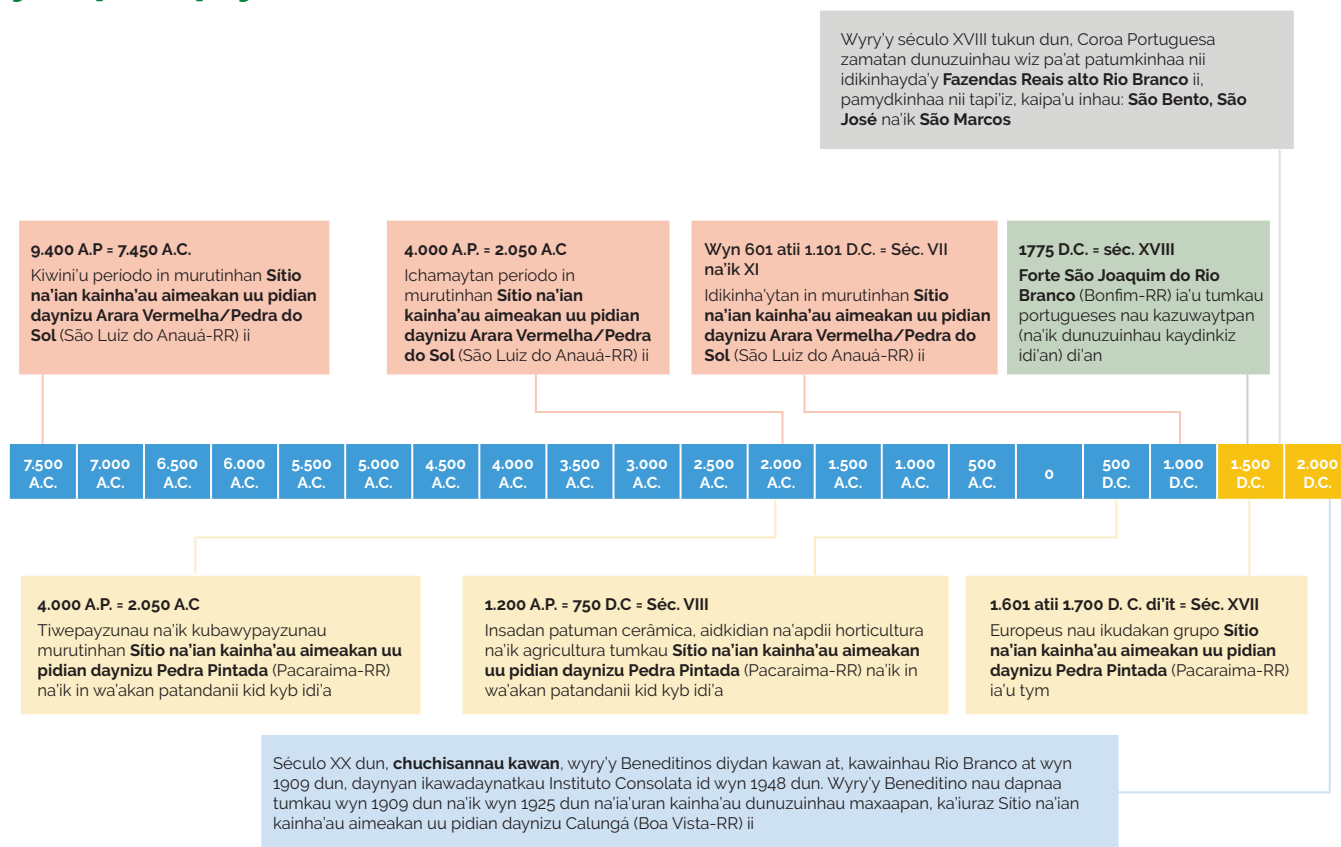 Wyry'y século XVIII tukun dun, Coroa Portuguesa
zamatan dunuzuinhau wiz pa'at patumkinhaa nii
idikinhayda'y Fazendas Reais alto Rio Branco ii,
pamydkinhaa nii tapi'iz, kaipa'u inhau: São Bento, São
José na'ik São Marcos
9.400 A.P = 7.450 A.C.
Kiwini'u período in murutinhan Sítio
na'ian kainha'au aimeakan uu pidian
daynizu Arara Vermelha/Pedra do
Sol (São Luiz do Anauá-RR) ii
4.000 A.P. = 2.050 A.C
Ichamaytan período in
murutinhan Sítio na'ian
kainha'au aimeakan uu pidian
daynizu Arara Vermelha/Pedra
do Sol (São Luiz do Anauá-RR) ii
Wyn 601 atii 1.101 D.C. = Séc. VII
na'ik XI
Idikinha'ytan in murutinhan Sítio
na'ian kainha'au aimeakan uu pidian
daynizu Arara Vermelha/Pedra do
Sol (São Luiz do Anauá-RR) ii
1775 D.C. = séc. XVIII
Forte São Joaquim do Rio
Branco (Bonfim-RR) ia'u tumkau
portugueses nau kazuwaytpan
(na'ik dunuzuinhau kaydinkiz
idi'an) di'an
7.500 A.C.
7.000 A.C.
6.500 A.C.
6.000 A.C.
5.500 A.C.
5.000 A.C.
4.500 A.C.
4.000 A.C.
3.500 A.C.
3.000 A.C.
2.500 A.C.
2.000 A.C.
1.500 A.C.
1.000 A.C.
500 A.C.
0
500 D.C.
1.000 D.C.
1.500 D.C.
2.000 D.C.
4.000 A.P. = 2.050 A.C
Tiwepayzunau na'ik kubawypayzunau
murutinhan Sítio na'ian kainha'au aimeakan uu
pidian daynizu Pedra Pintada (Pacaraima-RR)
na'ik in wa'akan patandanii kid kyb idi'a
1.200 A.P. = 750 D.C = Séc. VIII
Insadan patuman cerâmica, aidkidian na'apdii horticultura
na'ik agricultura tumkau Sítio na'ian kainha'au aimeakan
uu pidian daynizu Pedra Pintada (Pacaraima-RR) na'ik in
wa'akan patandanii kid kyb idi'a
1.601 atii 1.700 D. C. di'it = Séc. XVII
Europeus nau ikudakan grupo Sítio
na'ian kainha'au aimeakan uu
pidian daynizu Pedra Pintada (Pacaraima-RR)
ia'u tym
Século XX dun, chuchisannau kawan, wyry'y Beneditinos diydan kawan at, kawainhau Rio Branco at wyn
1909 dun, daynyan ikawadaynatkau Instituto Consolata id wyn 1948 dun. Wyry'y Beneditino nau dapnaa
tumkau wyn 1909 dun na'ik wyn 1925 dun na'ia'uran kainha'au dunuzuinhau maxaapan, ka'iuraz Sítio na'ian
kainha'au aimeakan uu pidian daynizu Calungá (Boa Vista-RR) ii